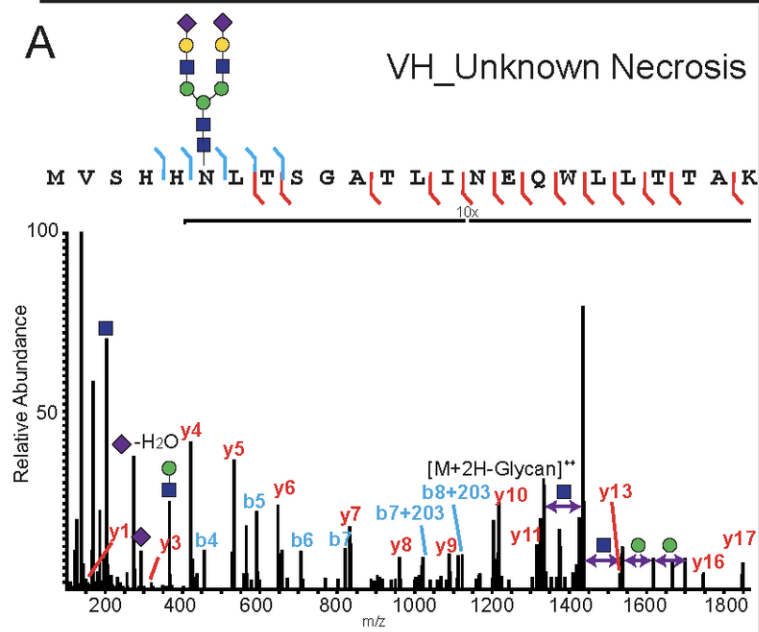 A
VH_Unknown Necrosis
M V S H H N L T S G A T L I N E Q W L L T T A K
10x
100
50
Relative Abundance
-H2O
y4
y5
y6
y1
y3
b4
b5
b6
b7
y7
y8
b7+203
b8+203
y9
[M+2H-Glycan]++
y10
y11
y13
y16
y17
200 400 600 800 1000 1200 1400 1600 1800
m/z